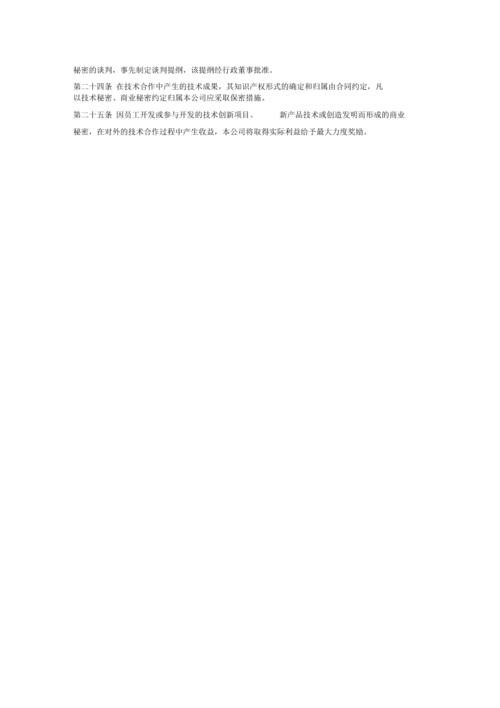 秘密的谈判，事先制定谈判提纲，该提纲经行政董事批准。
第二十四条 在技术合作中产生的技术成果，其知识产权形式的确定和归属由合同约定，凡
以技术秘密、商业秘密约定归属本公司应采取保密措施。
第二十五条 因员工开发或参与开发的技术创新项目、 新产品技术或创造发明而形成的商业
秘密，在对外的技术合作过程中产生收益，本公司将取得实际利益给予最大力度奖励。